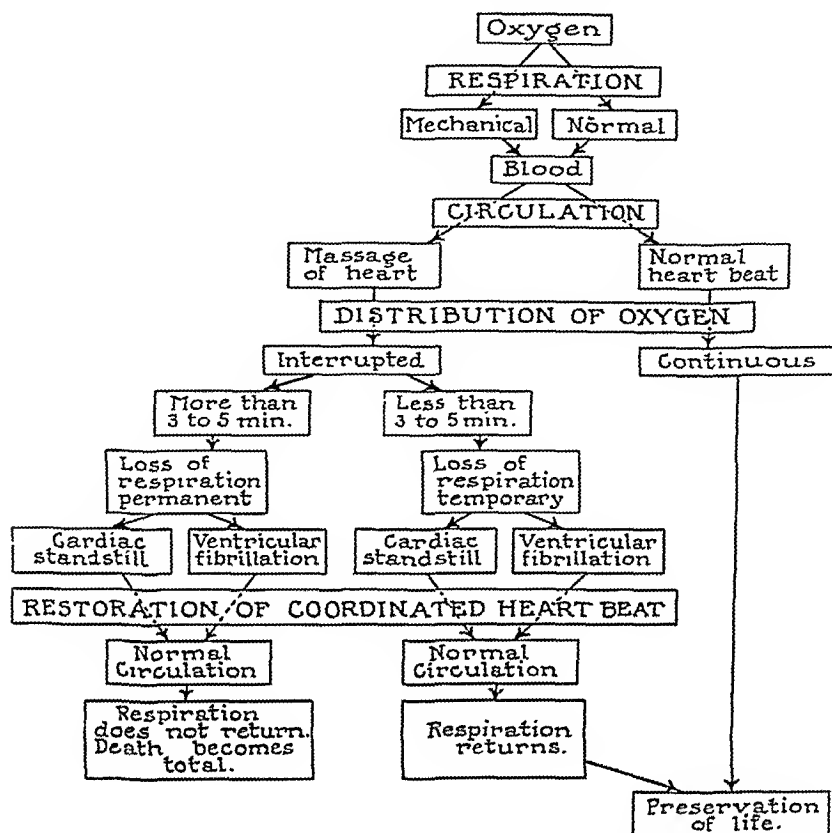 Oxygen
RESPIRATION
Mechanical
Normal
Blood
CIRCULATION
Massage
of heart
Normal
heart beat
DISTRIBUTION OF OXYGEN
Interrupted
Continuous
More than
3 to 5 min.
Less than
3 to 5 min.
Loss of
respiration
permanent
Loss of
respiration
temporary
Cardiac
standstill
Ventricular
fibrillation
Cardiac
standstill
Ventricular
fibrillation
RESTORATION OF COORDINATED HEART BEAT
Normal
Circulation
Normal
Circulation
Respiration
does not return.
Death becomes
total.
Respiration
returns.
Preservation
of life.